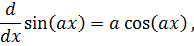 d/dx sin(ax) = a cos(ax) ,